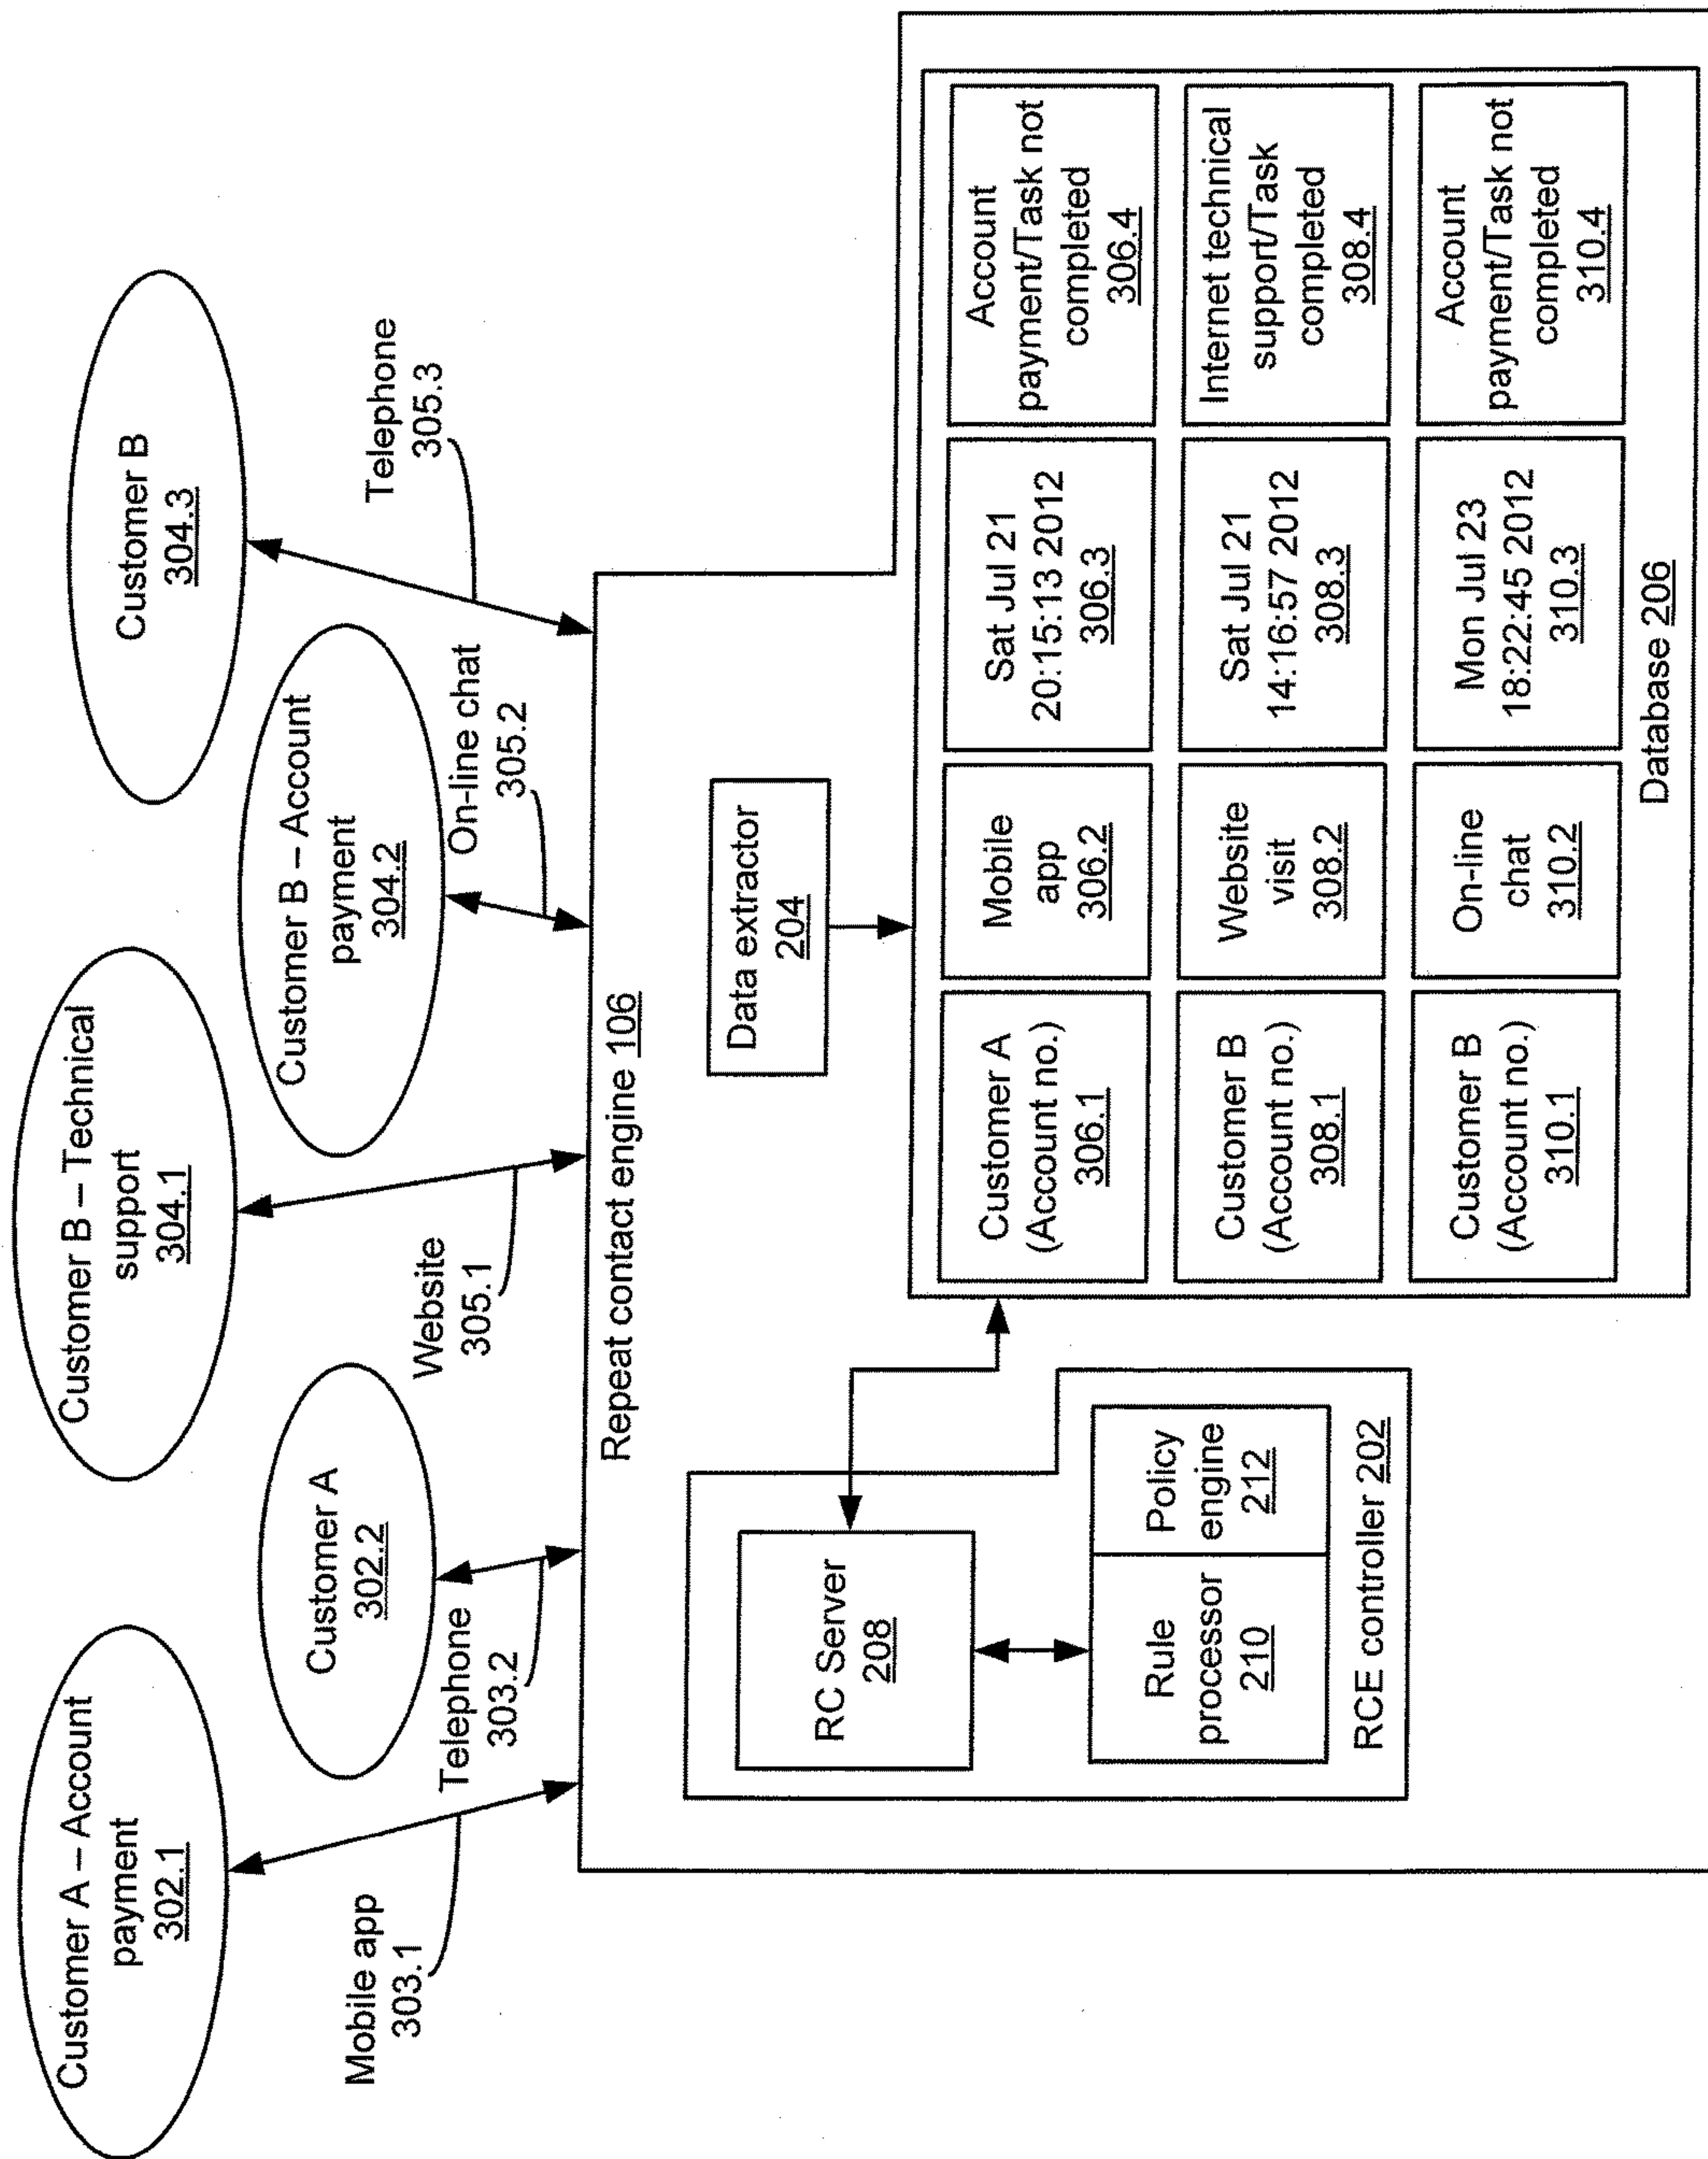 Customer A – Account
payment
302.1
Mobile app
303.1
Customer A
302.2
Telephone
303.2
Customer B – Technical
support
304.1
Website
305.1
Customer B – Account
payment
304.2
On-line chat
305.2
Customer B
304.3
Telephone
305.3
Repeat contact engine 106
Data extractor
204
RC Server
208
Rule
processor
210
Policy
engine
212
RCE controller 202
Customer A
(Account no.)
306.1
Mobile
app
306.2
Sat Jul 21
20:15:13 2012
306.3
Account
payment/Task not
completed
306.4
Customer B
(Account no.)
308.1
Website
visit
308.2
Sat Jul 21
14:16:57 2012
308.3
Internet technical
support/Task
completed
308.4
Customer B
(Account no.)
310.1
On-line
chat
310.2
Mon Jul 23
18:22:45 2012
310.3
Account
payment/Task not
completed
310.4
Database 206